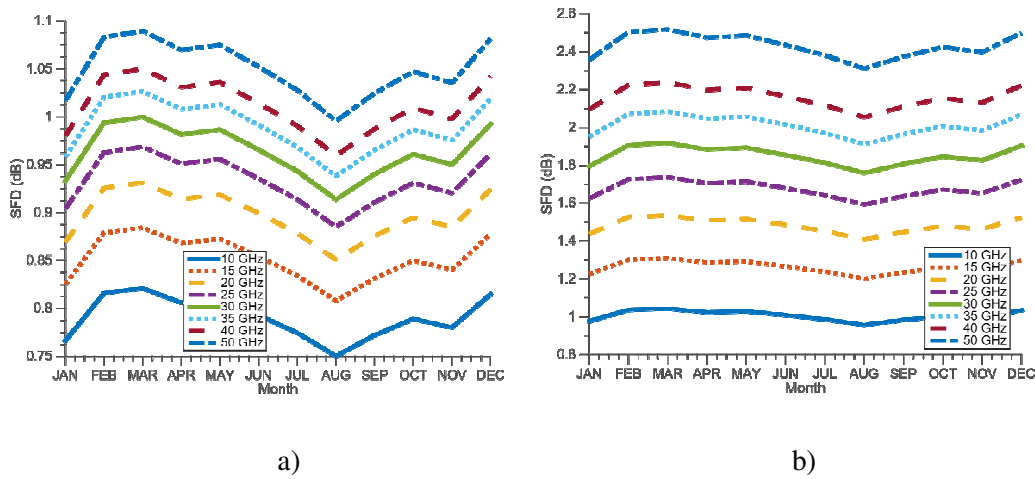 1.1
1.05
1
0.95
0.9
0.85
0.8
0.75
SFD (dB)
10 GHz
15 GHz
20 GHz
25 GHz
30 GHz
35 GHz
40 GHz
50 GHz
JAN FEB MAR APR MAY JUN JUL AUG SEP OCT NOV DEC
Month
a)
2.6
2.4
2.2
2
1.8
1.6
1.4
1.2
1
0.8
SFD (dB)
10 GHz
15 GHz
20 GHz
25 GHz
30 GHz
35 GHz
40 GHz
50 GHz
JAN FEB MAR APR MAY JUN JUL AUG SEP OCT NOV DEC
Month
b)